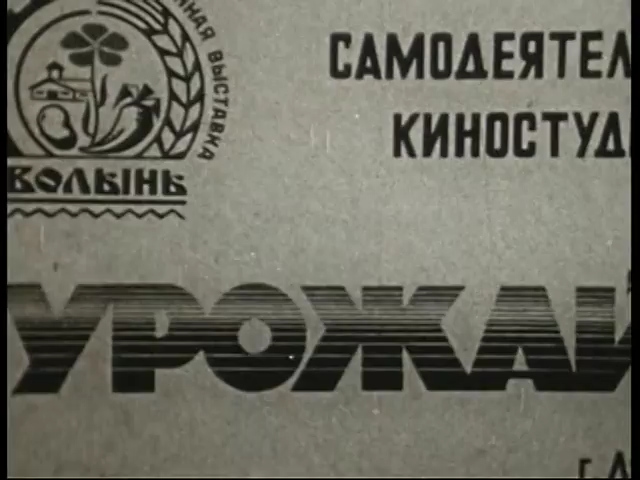 ННАЯ ВЫСТАВКА
ВОЛЫНЬ
САМОДЕЯТЕЛ
КИНОСТУД
УРОЖАЙ
г.Л